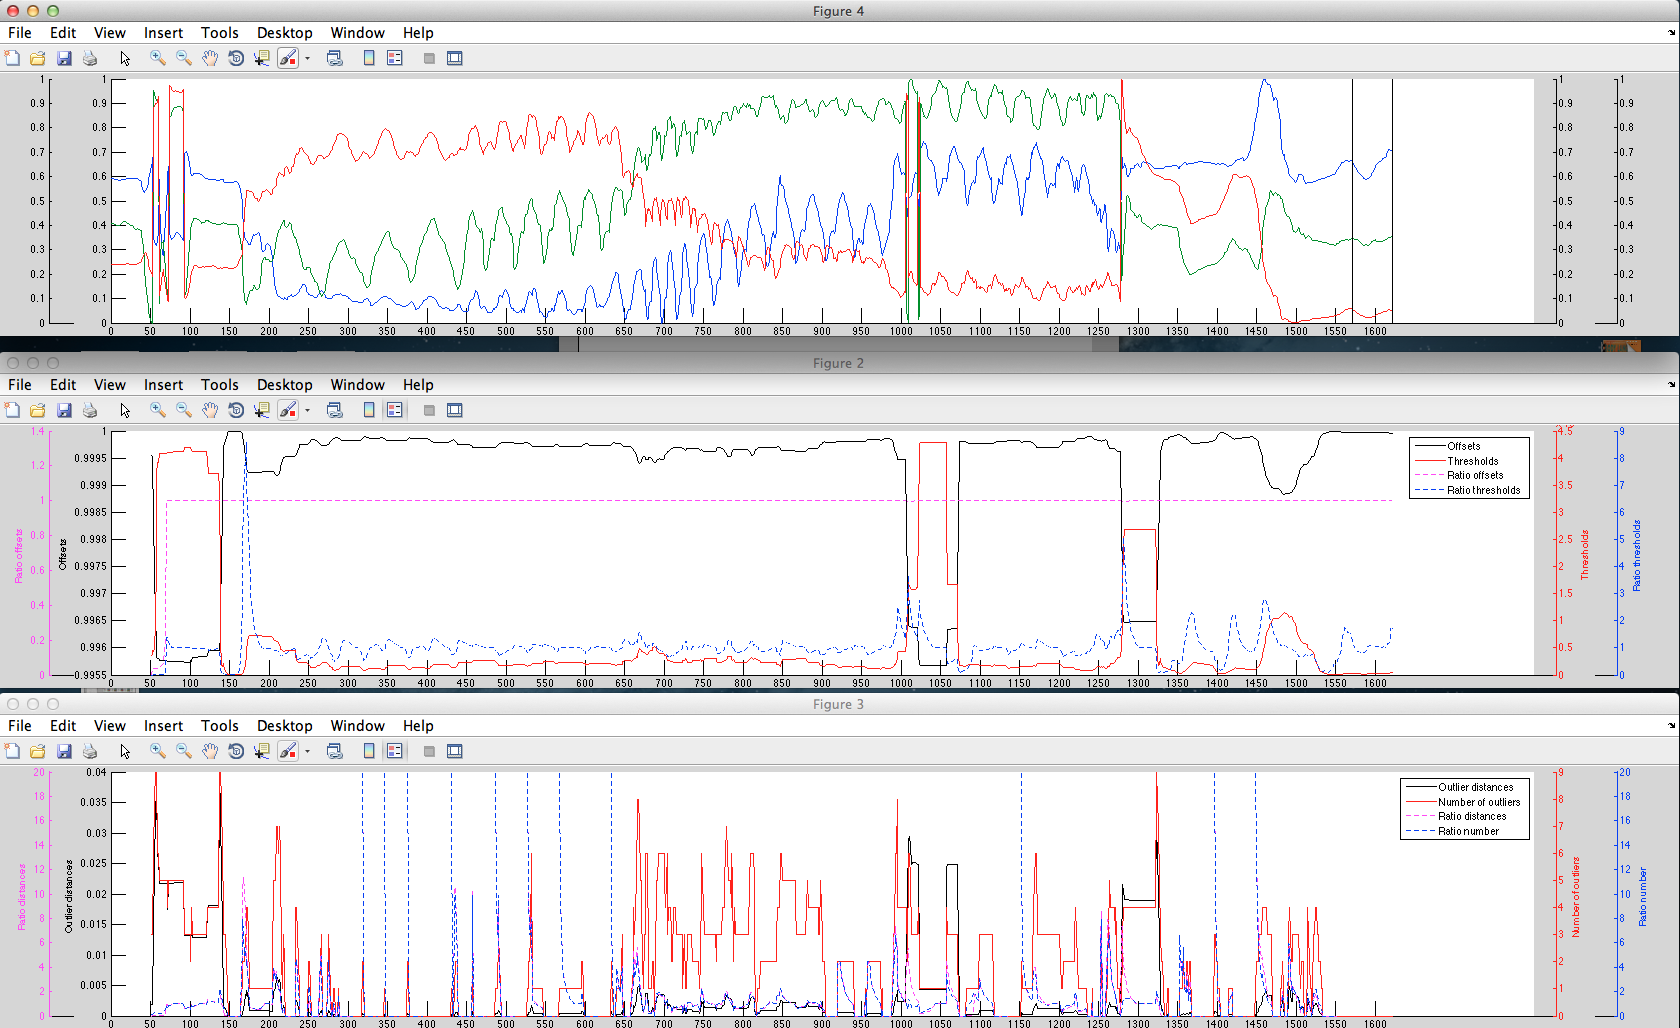 Figure 4
File Edit View Insert Tools Desktop Window Help
1 1 1 1
0.9 0.9 0.9 0.9
0.8 0.8 0.8 0.8
0.7 0.7 0.7 0.7
0.6 0.6 0.6 0.6
0.5 0.5 0.5 0.5
0.4 0.4 0.4 0.4
0.3 0.3 0.3 0.3
0.2 0.2 0.2 0.2
0.1 0.1 0.1 0.1
0 0 0 0
0 50 100 150 200 250 300 350 400 450 500 550 600 650 700 750 800 850 900 950 1000 1050 1100 1150 1200 1250 1300 1350 1400 1450 1500 1550 1600
Figure 2
File Edit View Insert Tools Desktop Window Help
1.4
1.2
1
0.8
0.6
0.4
0.2
0
Ratio offsets
1
0.9995
0.999
0.9985
0.998
0.9975
0.997
0.9965
0.996
0.9955
Offsets
Offsets
Thresholds
Ratio offsets
Ratio thresholds
4.5
4
3.5
3
2.5
2
1.5
1
0.5
0
Thresholds
9
8
7
6
5
4
3
2
1
0
Ratio thresholds
50 100 150 200 250 300 350 400 450 500 550 600 650 700 750 800 850 900 950 1000 1050 1100 1150 1200 1250 1300 1350 1400 1450 1500 1550 1600
Figure 3
File Edit View Insert Tools Desktop Window Help
20
18
16
14
12
10
8
6
4
2
0
Ratio distances
0.04
0.035
0.03
0.025
0.02
0.015
0.01
0.005
0
Outlier distances
Outlier distances
Number of outliers
Ratio distances
Ratio number
9
8
7
6
5
4
3
2
1
0
Number of outliers
20
18
16
14
12
10
8
6
4
2
0
Ratio number
50 100 150 200 250 300 350 400 450 500 550 600 650 700 750 800 850 900 950 1000 1050 1100 1150 1200 1250 1300 1350 1400 1450 1500 1550 1600